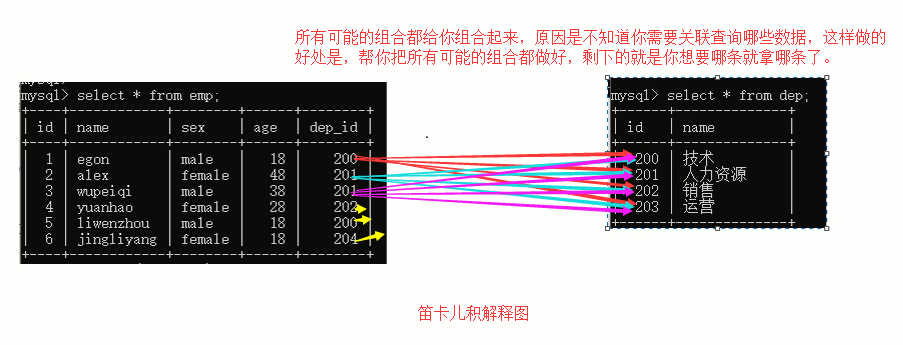 所有可能的组合都给你组合起来，原因是不知道你需要关联查询哪些数据，这样做的
好处是，帮你把所有可能的组合都做好，剩下的就是你想要哪条就拿哪条了。
mysql> select * from emp;
| id | name | sex | age | dep_id |
| 1 | egon | male | 18 | 200 |
| 2 | alex | female | 48 | 201 |
| 3 | wupeiqi | male | 38 | 201 |
| 4 | yuanhao | female | 28 | 202 |
| 5 | liwenzhou | male | 18 | 200 |
| 6 | jingliyang | female | 18 | 204 |
mysql> select * from dep;
| id | name |
| 200 | 技术 |
| 201 | 人力资源 |
| 202 | 销售 |
| 203 | 运营 |
笛卡儿积解释图